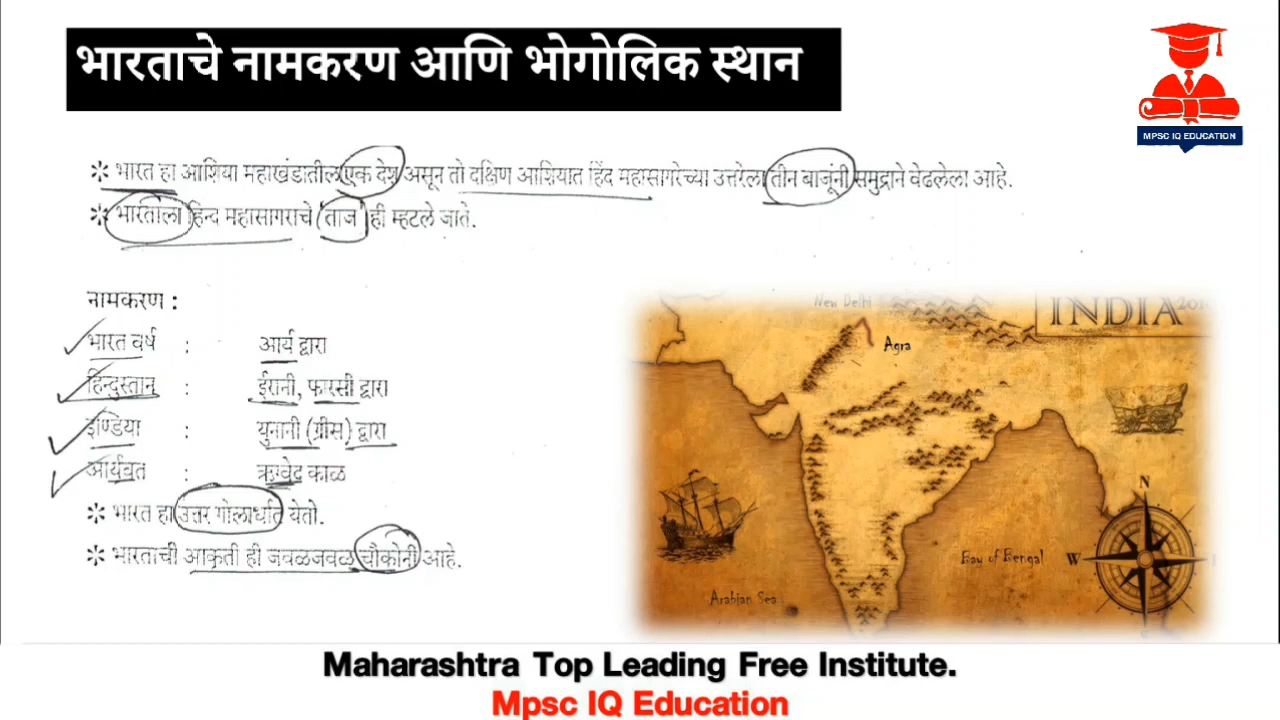 भारताचे नामकरण आणि भोगोलिक स्थान
MPSC IQ EDUCATION
* भारत हा आशिया महाखंडातील एक देश असून तो दक्षिण आशियात हिंद महासागरेच्या उत्तरेला तीन बाजूंनी समुद्राने वेढलेला आहे.
* भारताला हिन्द महासागराचे 'ताज' ही म्हटले जाते.
नामकरण :
भारत वर्ष : आर्य द्वारा
हिन्दुस्तान : ईरानी, फारसी द्वारा
इण्डिया : युनानी (ग्रीस) द्वारा
आर्यव्रत : ऋग्वेद काळ
* भारत हा उत्तर गोलार्धात येतो.
* भारताची आकृती ही जवळजवळ चौकोनी आहे.
New Delhi
INDIA
Agra
N
Bay of Bengal
W
E
Arabian Sea
S
Maharashtra Top Leading Free Institute.
Mpsc IQ Education